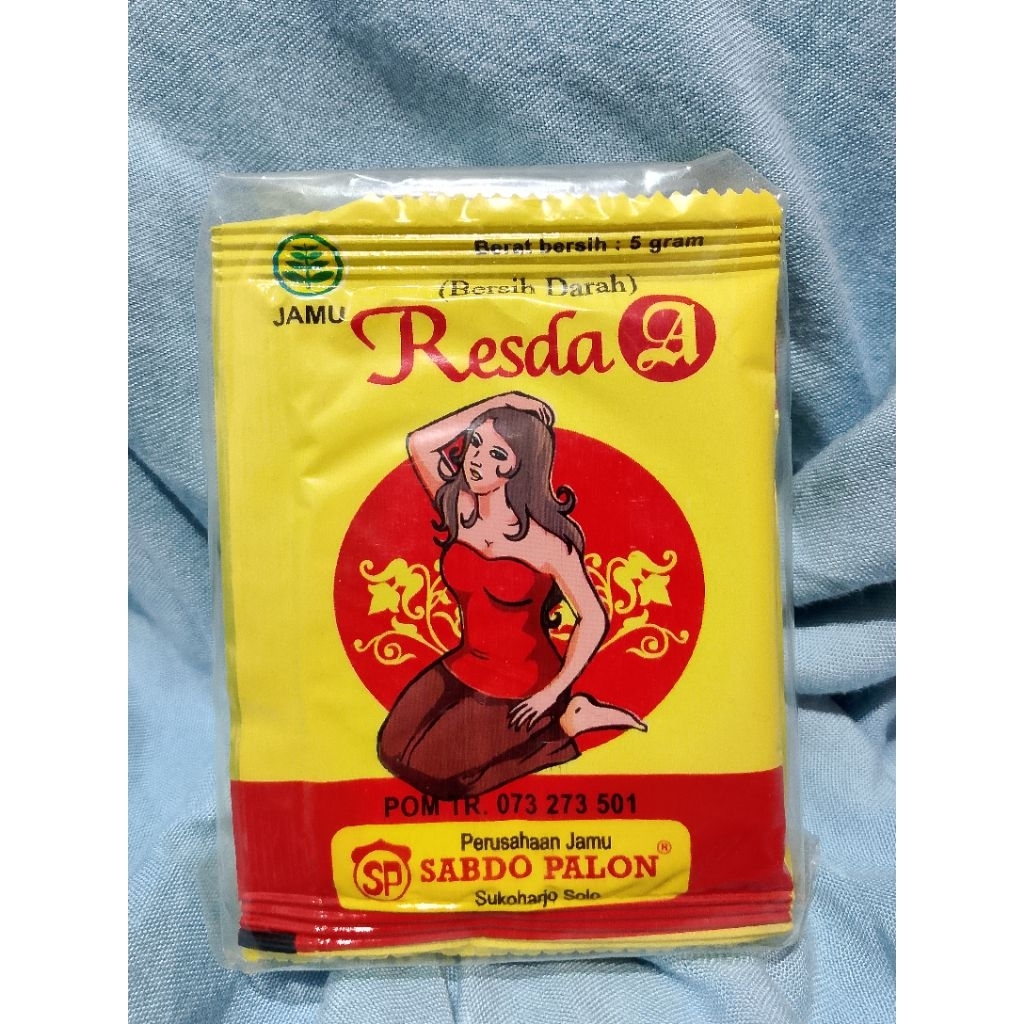 Berat bersih : 5 gram
(Bersih Darah)
JAMU
Resda A
POM TR. 073 273 501
Perusahaan Jamu
SP SABDO PALON®
Sukoharjo Solo